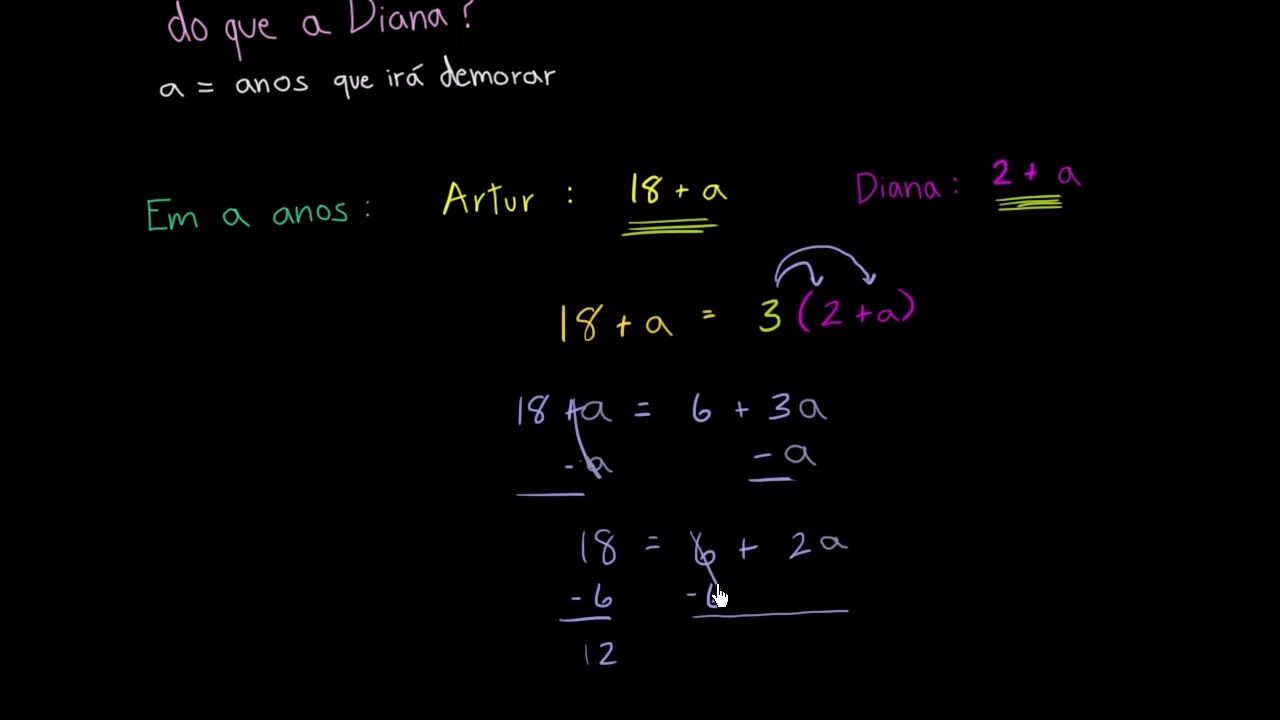 do que a Diana?
a = anos que irá demorar
Em a anos: Artur : 18 + a Diana: 2 + a
18 + a = 3 (2 + a)
18 + a = 6 + 3a
- a - a
18 = 6 + 2a
- 6 - 6
12